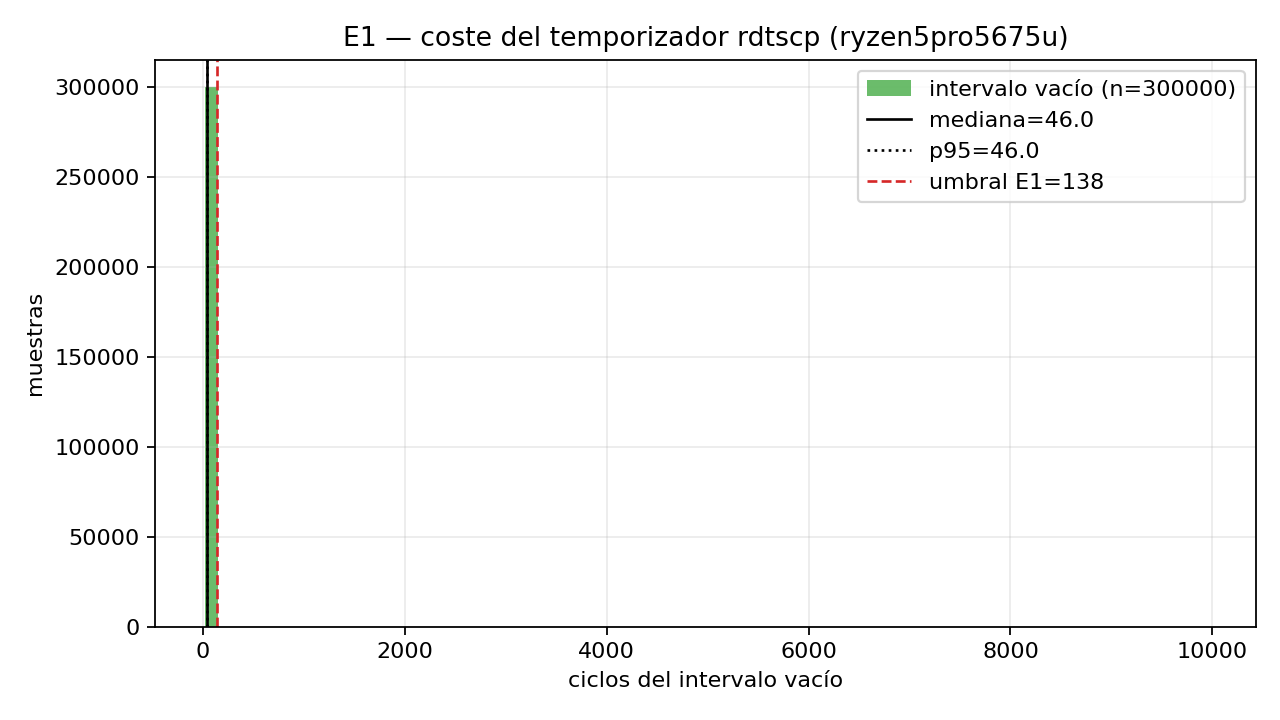 E1 — coste del temporizador rdtscp (ryzen5pro5675u)
intervalo vacío (n=300000)
mediana=46.0
p95=46.0
umbral E1=138
muestras
300000
250000
200000
150000
100000
50000
0
0 2000 4000 6000 8000 10000
ciclos del intervalo vacío